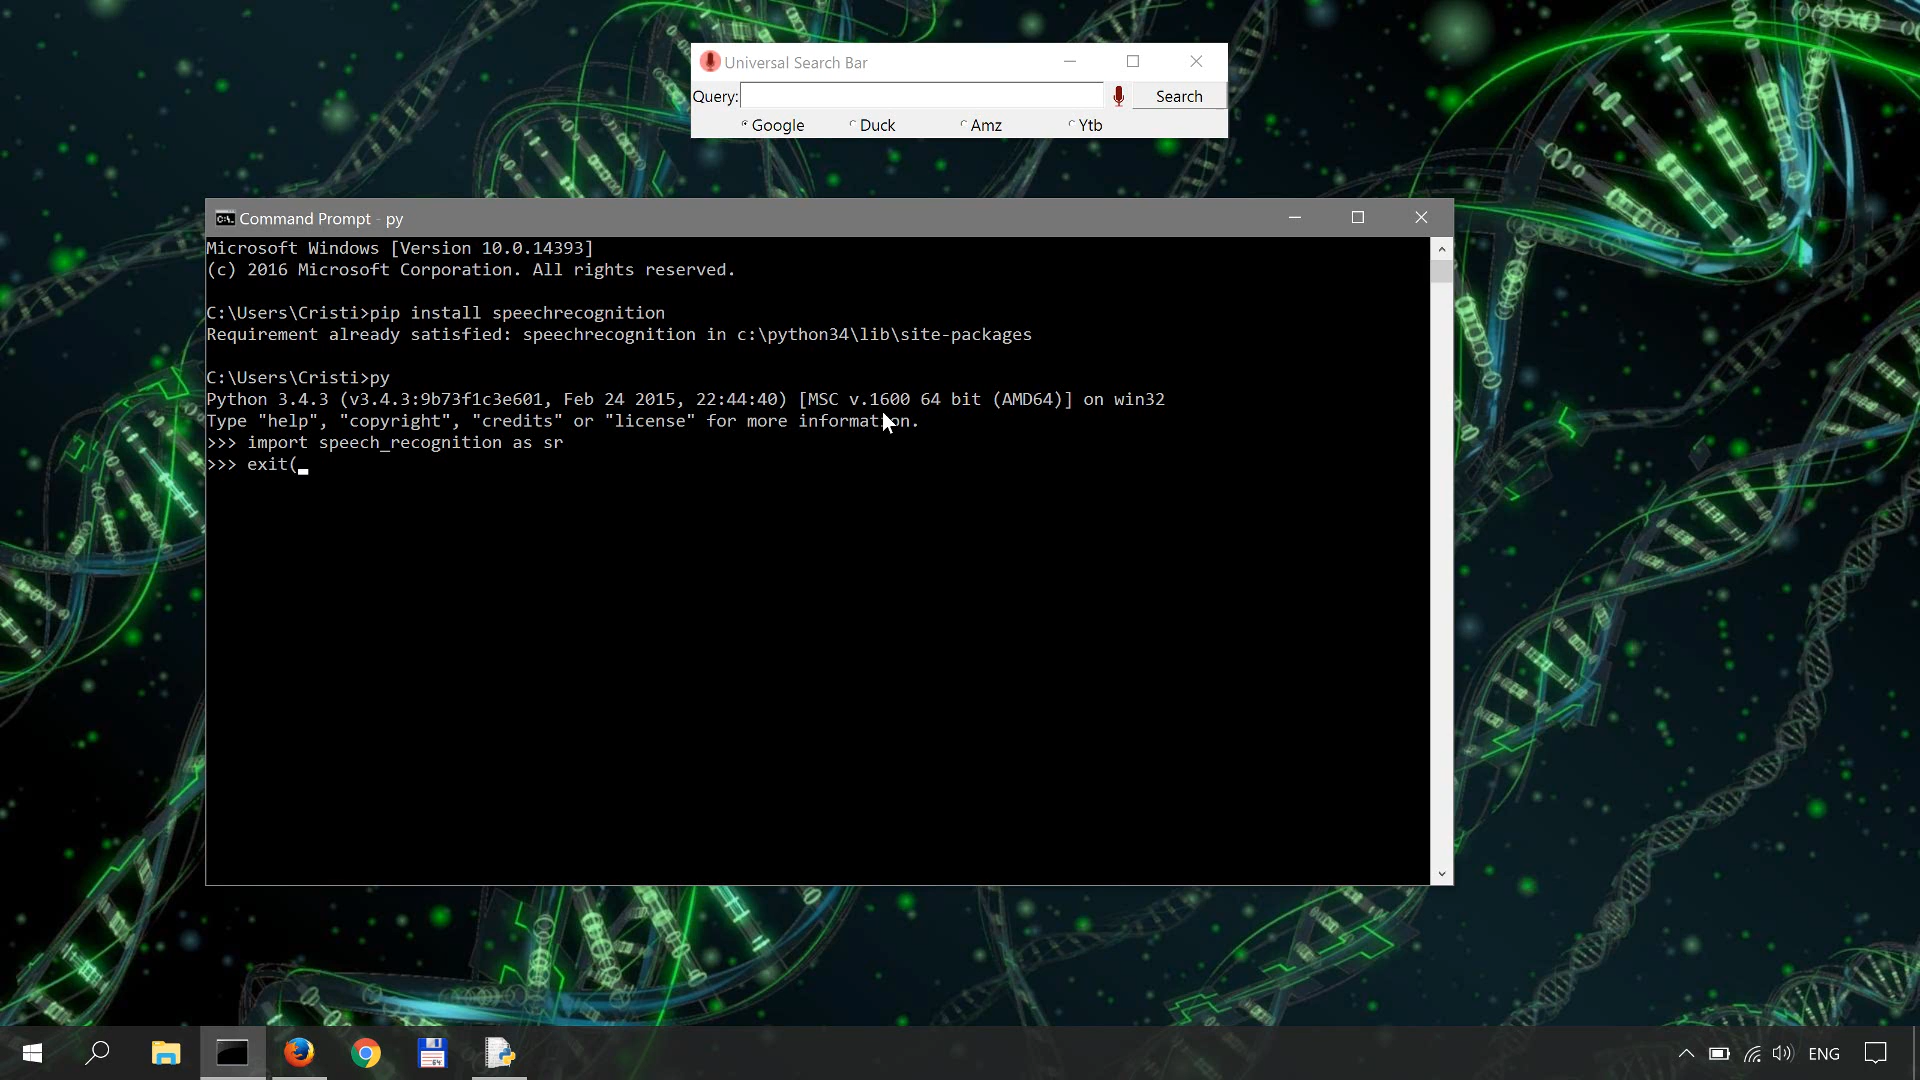 Universal Search Bar
Query: Search
Google Duck Amz Ytb
Command Prompt - py
Microsoft Windows [Version 10.0.14393]
(c) 2016 Microsoft Corporation. All rights reserved.
C:\Users\Cristi>pip install speechrecognition
Requirement already satisfied: speechrecognition in c:\python34\lib\site-packages
C:\Users\Cristi>py
Python 3.4.3 (v3.4.3:9b73f1c3e601, Feb 24 2015, 22:44:40) [MSC v.1600 64 bit (AMD64)] on win32
Type "help", "copyright", "credits" or "license" for more information.
>>> import speech_recognition as sr
>>> exit(_
64
ENG